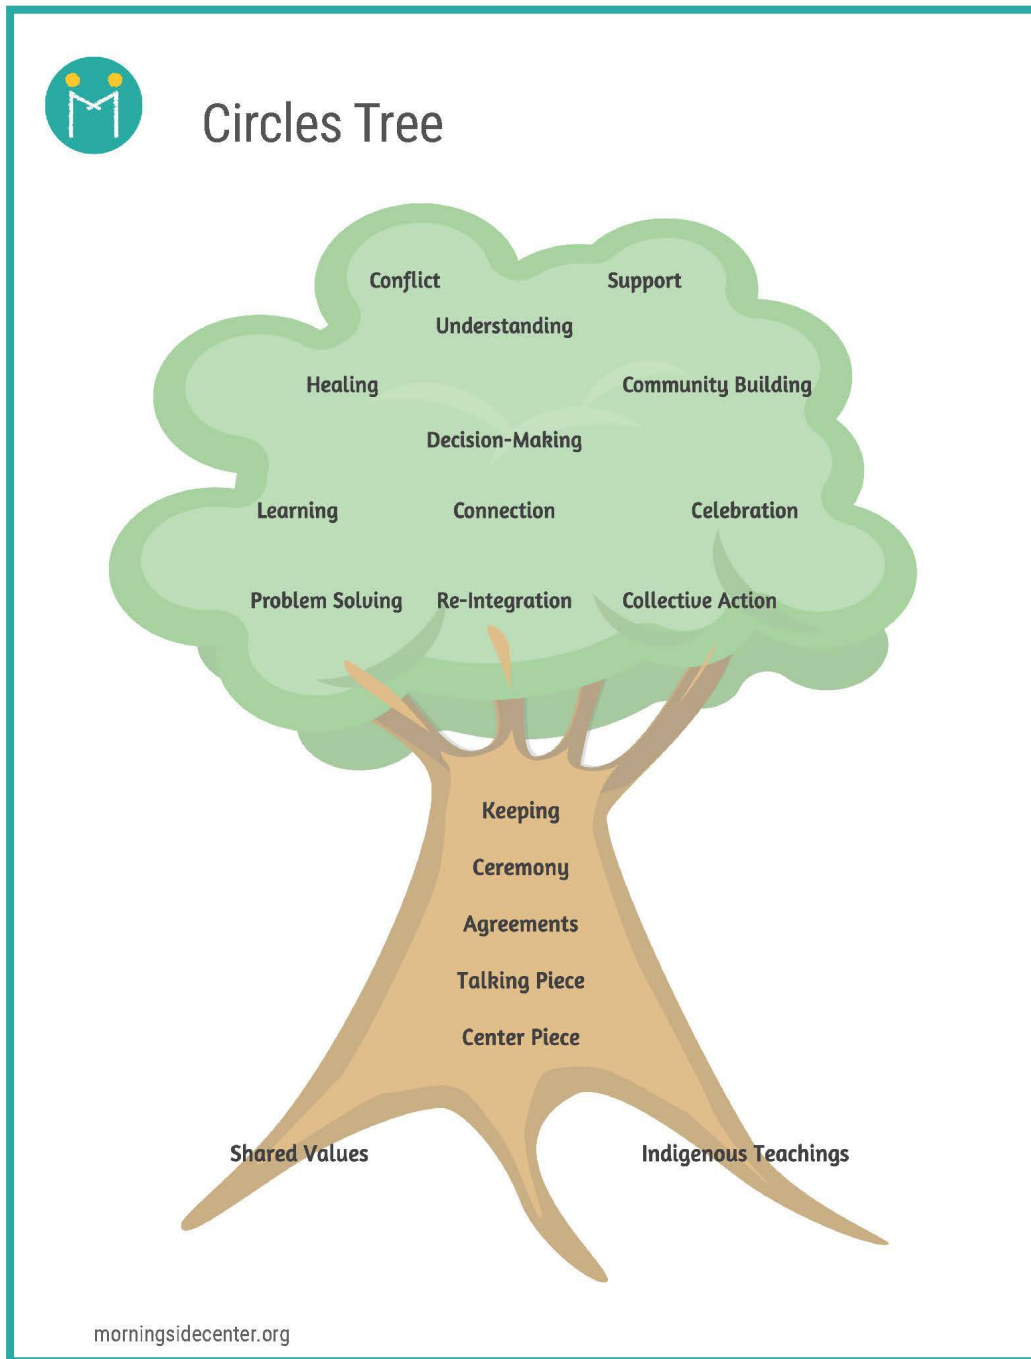 Circles Tree
Conflict Support
Understanding
Healing Community Building
Decision-Making
Learning Connection Celebration
Problem Solving Re-Integration Collective Action
Keeping
Ceremony
Agreements
Talking Piece
Center Piece
Shared Values Indigenous Teachings
morningsidecenter.org